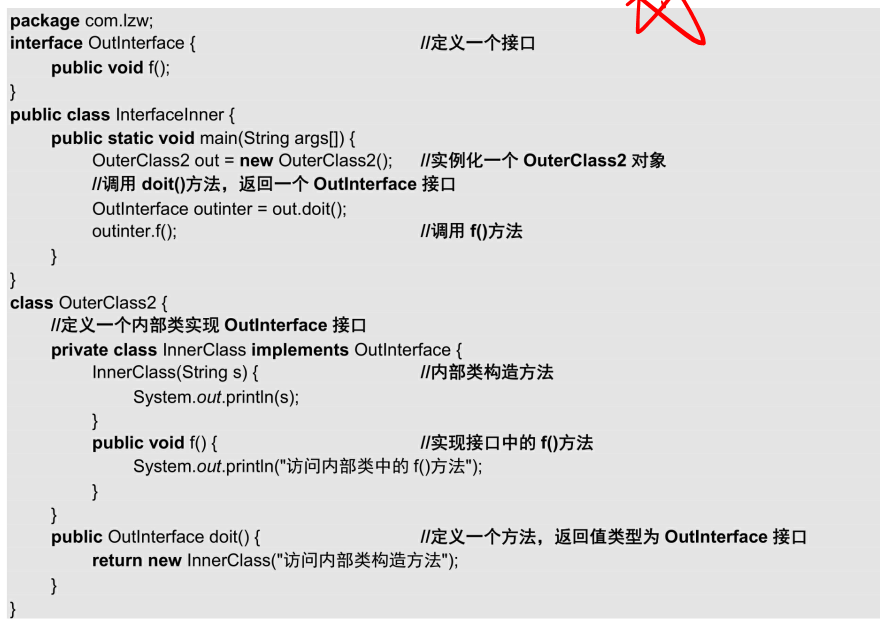 package com.lzw;
interface OutInterface { //定义一个接口
public void f();
}
public class InterfaceInner {
public static void main(String args[]) {
OuterClass2 out = new OuterClass2(); //实例化一个 OuterClass2 对象
//调用 doit()方法，返回一个 OutInterface 接口
OutInterface outinter = out.doit();
outinter.f(); //调用 f()方法
}
}
class OuterClass2 {
//定义一个内部类实现 OutInterface 接口
private class InnerClass implements OutInterface {
InnerClass(String s) { //内部类构造方法
System.out.println(s);
}
public void f() { //实现接口中的 f()方法
System.out.println("访问内部类中的 f()方法");
}
}
public OutInterface doit() { //定义一个方法，返回值类型为 OutInterface 接口
return new InnerClass("访问内部类构造方法");
}
}